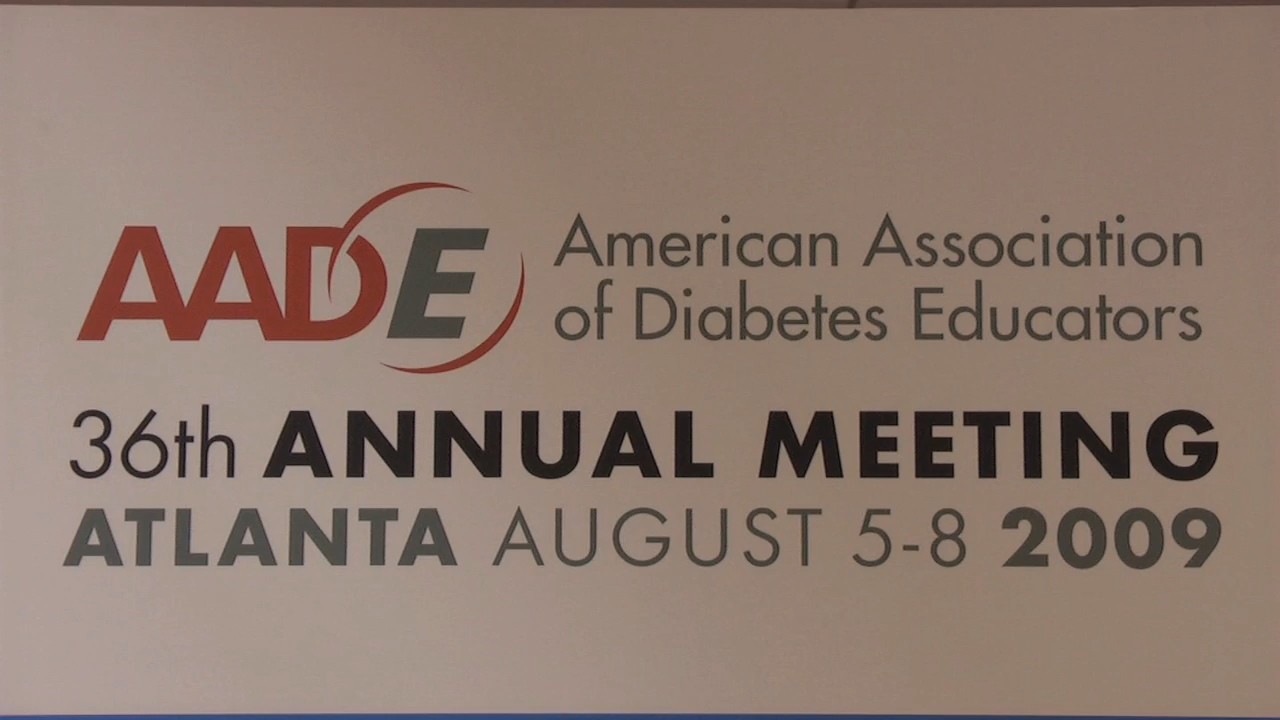 AADE
American Association
of Diabetes Educators
36th ANNUAL MEETING
ATLANTA AUGUST 5-8 2009